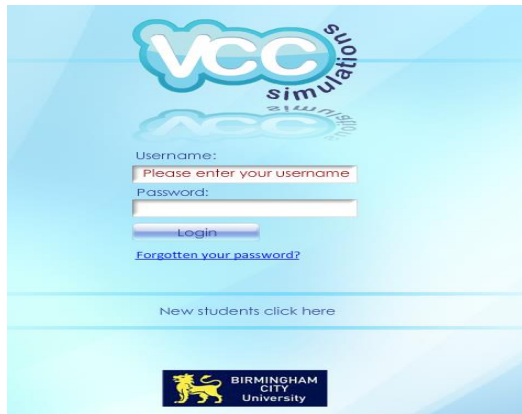 VCC
simulations
Username:
Please enter your username
Password:
Login
Forgotten your password?
New students click here
BIRMINGHAM
CITY
University